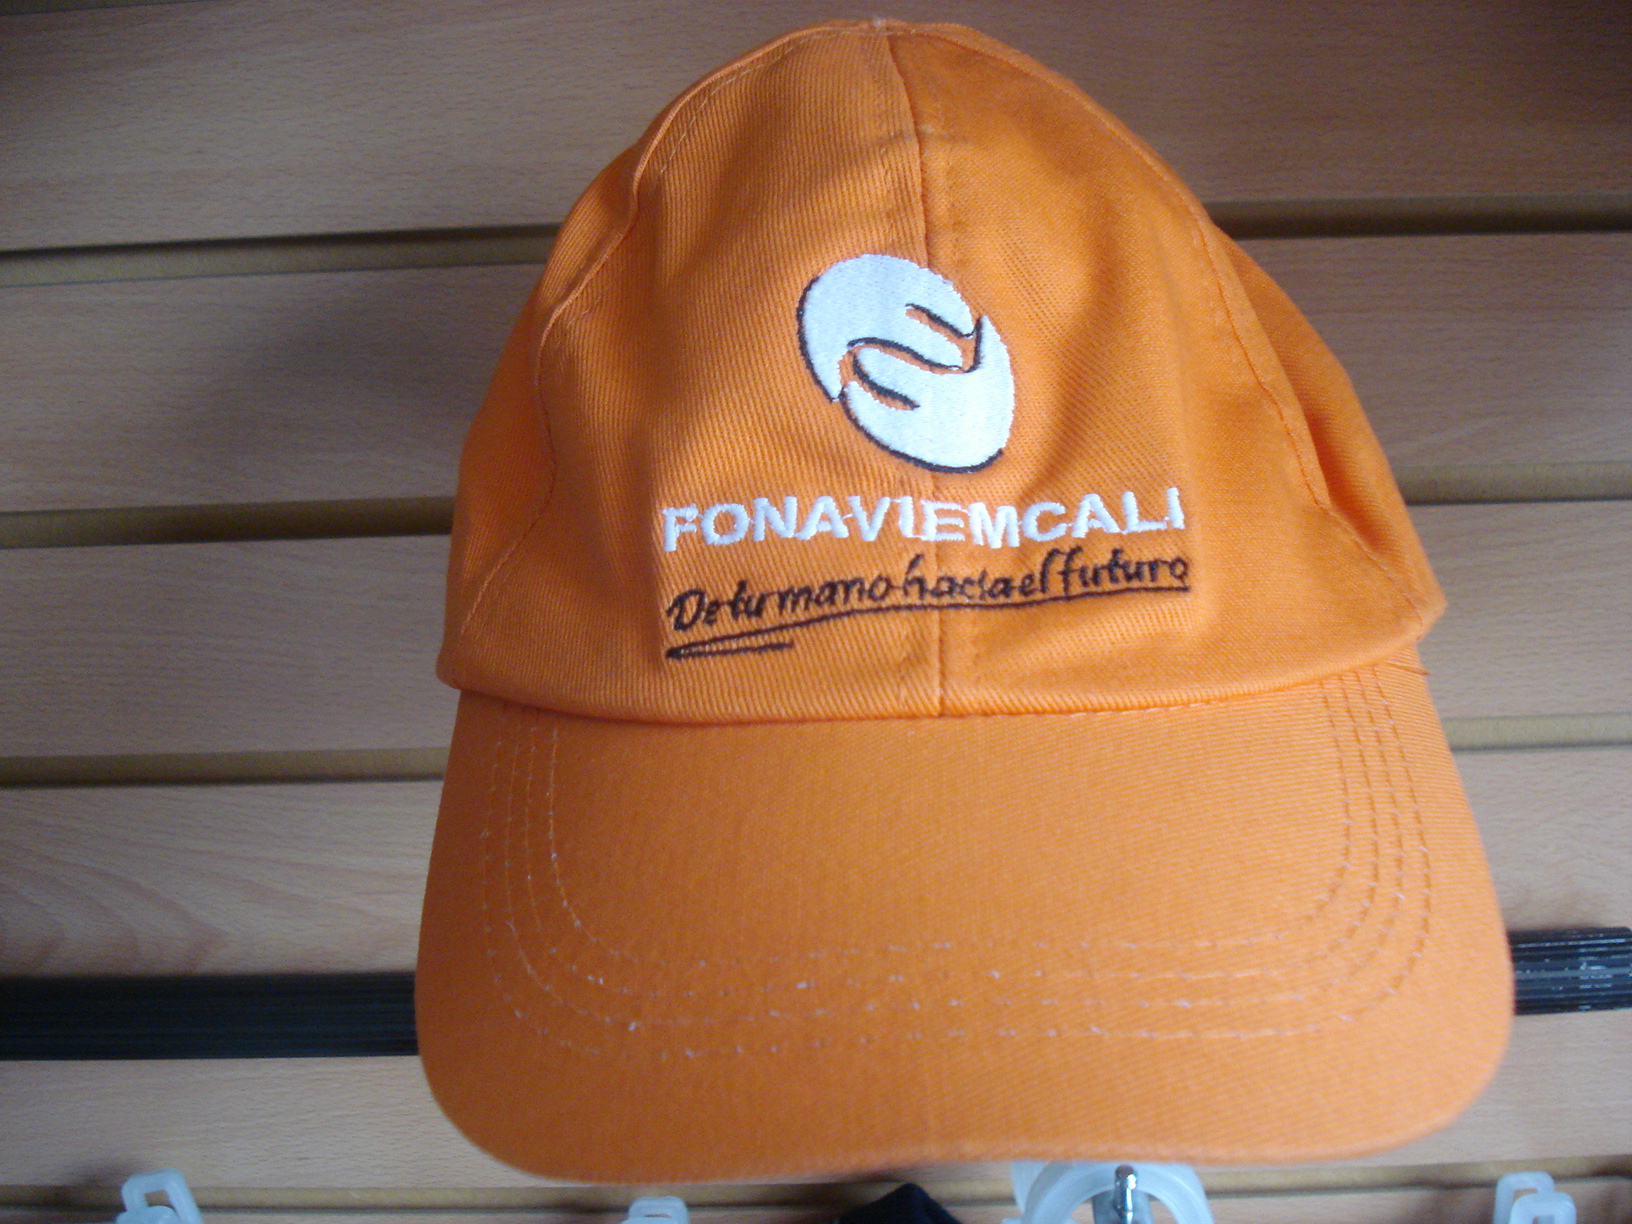 FONAVIEMCALI
De tu mano hacia el futuro